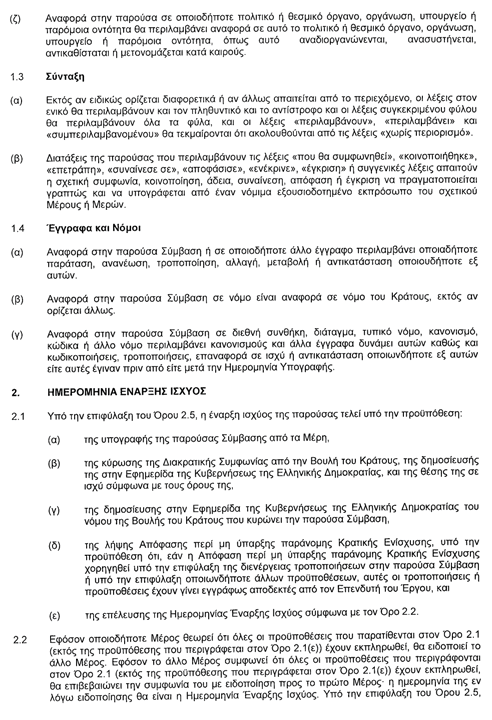 (ζ) Αναφορά στην παρούσα σε οποιοδήποτε πολιτικό ή θεσμικό όργανο, οργάνωση, υπουργείο ή
παρόμοια οντότητα θα περιλαμβάνει αναφορά σε αυτό το πολιτικό ή θεσμικό όργανο, οργάνωση,
υπουργείο ή παρόμοια οντότητα, όπως αυτό αναδιοργανώνεται, ανασυστήνεται,
αντικαθίσταται ή μετονομάζεται κατά καιρούς.
1.3 Σύνταξη
(α) Εκτός αν ειδικώς ορίζεται διαφορετικά ή αν άλλως απαιτείται από το περιεχόμενο, οι λέξεις στον
ενικό θα περιλαμβάνουν και τον πληθυντικό και το αντίστροφο και οι λέξεις συγκεκριμένου φύλου
θα περιλαμβάνουν όλα τα φύλα, και οι λέξεις «περιλαμβάνουν», «περιλαμβάνει» και
«συμπεριλαμβανομένου» θα τεκμαίρονται ότι ακολουθούνται από τις λέξεις «χωρίς περιορισμό».
(β) Διατάξεις της παρούσας που περιλαμβάνουν τις λέξεις «που θα συμφωνηθεί», «κοινοποιήθηκε»,
«επετράπη», «συναίνεσε σε», «αποφάσισε», «ενέκρινε», «έγκριση» ή συγγενικές λέξεις απαιτούν
η σχετική συμφωνία, κοινοποίηση, άδεια, συναίνεση, απόφαση ή έγκριση να πραγματοποιείται
γραπτώς και να υπογράφεται από έναν νόμιμα εξουσιοδοτημένο εκπρόσωπο του σχετικού
Μέρους ή Μερών.
1.4 Έγγραφα και Νόμοι
(α) Αναφορά στην παρούσα Σύμβαση ή σε οποιοδήποτε άλλο έγγραφο περιλαμβάνει οποιαδήποτε
παράταση, ανανέωση, τροποποίηση, αλλαγή, μεταβολή ή αντικατάσταση οποιουδήποτε εξ
αυτών.
(β) Αναφορά στην παρούσα Σύμβαση σε νόμο είναι αναφορά σε νόμο του Κράτους, εκτός αν
ορίζεται άλλως.
(γ) Αναφορά στην παρούσα Σύμβαση σε διεθνή συνθήκη, διάταγμα, τυπικό νόμο, κανονισμό,
κώδικα ή άλλο νόμο περιλαμβάνει κανονισμούς και άλλα έγγραφα δυνάμει αυτών καθώς και
κωδικοποιήσεις, τροποποιήσεις, επαναφορά σε ισχύ ή αντικατάσταση οποιωνδήποτε εξ αυτών
είτε αυτές έγιναν πριν από είτε μετά την Ημερομηνία Υπογραφής.
2. ΗΜΕΡΟΜΗΝΙΑ ΕΝΑΡΞΗΣ ΙΣΧΥΟΣ
2.1 Υπό την επιφύλαξη του Όρου 2.5, η έναρξη ισχύος της παρούσας τελεί υπό την προϋπόθεση:
(α) της υπογραφής της παρούσας Σύμβασης από τα Μέρη,
(β) της κύρωσης της Διακρατικής Συμφωνίας από την Βουλή του Κράτους, της δημοσίευσής
της στην Εφημερίδα της Κυβερνήσεως της Ελληνικής Δημοκρατίας, και της θέσης της σε
ισχύ σύμφωνα με τους όρους της,
(γ) της δημοσίευσης στην Εφημερίδα της Κυβερνήσεως της Ελληνικής Δημοκρατίας του
νόμου της Βουλής του Κράτους που κυρώνει την παρούσα Σύμβαση,
(δ) της λήψης Απόφασης περί μη ύπαρξης παράνομης Κρατικής Ενίσχυσης, υπό την
προϋπόθεση ότι, εάν η Απόφαση περί μη ύπαρξης παράνομης Κρατικής Ενίσχυσης
χορηγηθεί υπό την επιφύλαξη της διενέργειας τροποποιήσεων στην παρούσα Σύμβαση
ή υπό την επιφύλαξη οποιωνδήποτε άλλων προϋποθέσεων, αυτές οι τροποποιήσεις ή
προϋποθέσεις έχουν γίνει εγγράφως αποδεκτές από τον Επενδυτή του Έργου, και
(ε) της επέλευσης της Ημερομηνίας Έναρξης Ισχύος σύμφωνα με τον Όρο 2.2.
2.2 Εφόσον οποιοδήποτε Μέρος θεωρεί ότι όλες οι προϋποθέσεις που παρατίθενται στον Όρο 2.1
(εκτός της προϋπόθεσης που περιγράφεται στον Όρο 2.1(ε)) έχουν εκπληρωθεί, θα ειδοποιεί το
άλλο Μέρος. Εφόσον το άλλο Μέρος συμφωνεί ότι όλες οι προϋποθέσεις που περιγράφονται
στον Όρο 2.1 (εκτός της προϋπόθεσης που περιγράφεται στον Όρο 2.1(ε)) έχουν εκπληρωθεί,
θα επιβεβαιώνει την συμφωνία του με ειδοποίηση προς το πρώτο Μέρος· η ημερομηνία της εν
λόγω ειδοποίησης θα είναι η Ημερομηνία Έναρξης Ισχύος. Υπό την επιφύλαξη του Όρου 2.5,